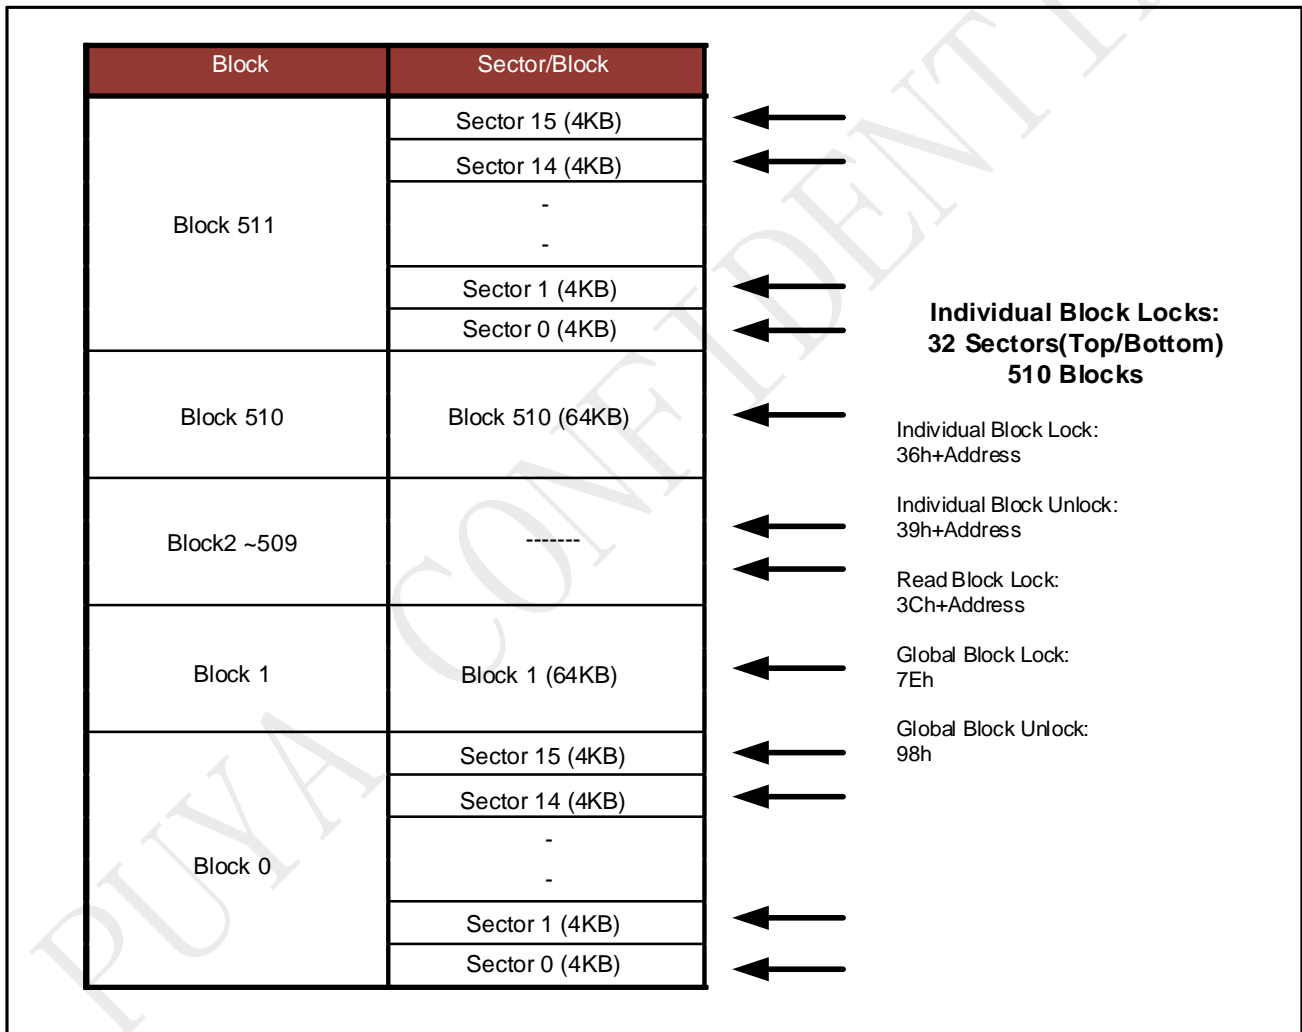 Block Sector/Block
Block 511
Sector 15 (4KB)
Sector 14 (4KB)
-
-
Sector 1 (4KB)
Sector 0 (4KB)
Block 510 Block 510 (64KB)
Block2 ~509 -------
Block 1 Block 1 (64KB)
Block 0
Sector 15 (4KB)
Sector 14 (4KB)
-
-
Sector 1 (4KB)
Sector 0 (4KB)
Individual Block Locks:
32 Sectors(Top/Bottom)
510 Blocks
Individual Block Lock:
36h+Address
Individual Block Unlock:
39h+Address
Read Block Lock:
3Ch+Address
Global Block Lock:
7Eh
Global Block Unlock:
98h
PUYA CONFIDENTI